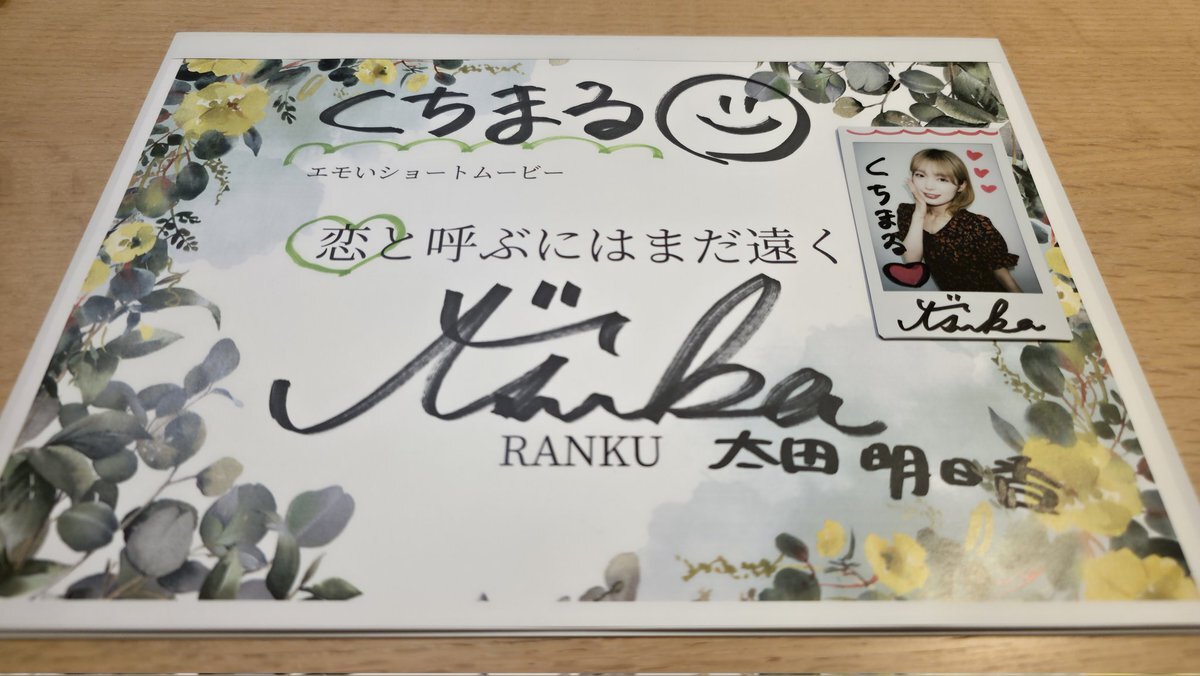 くちまる
エモいショートムービー
恋と呼ぶにはまだ遠く
RANKU
太田 明日香
くちまる